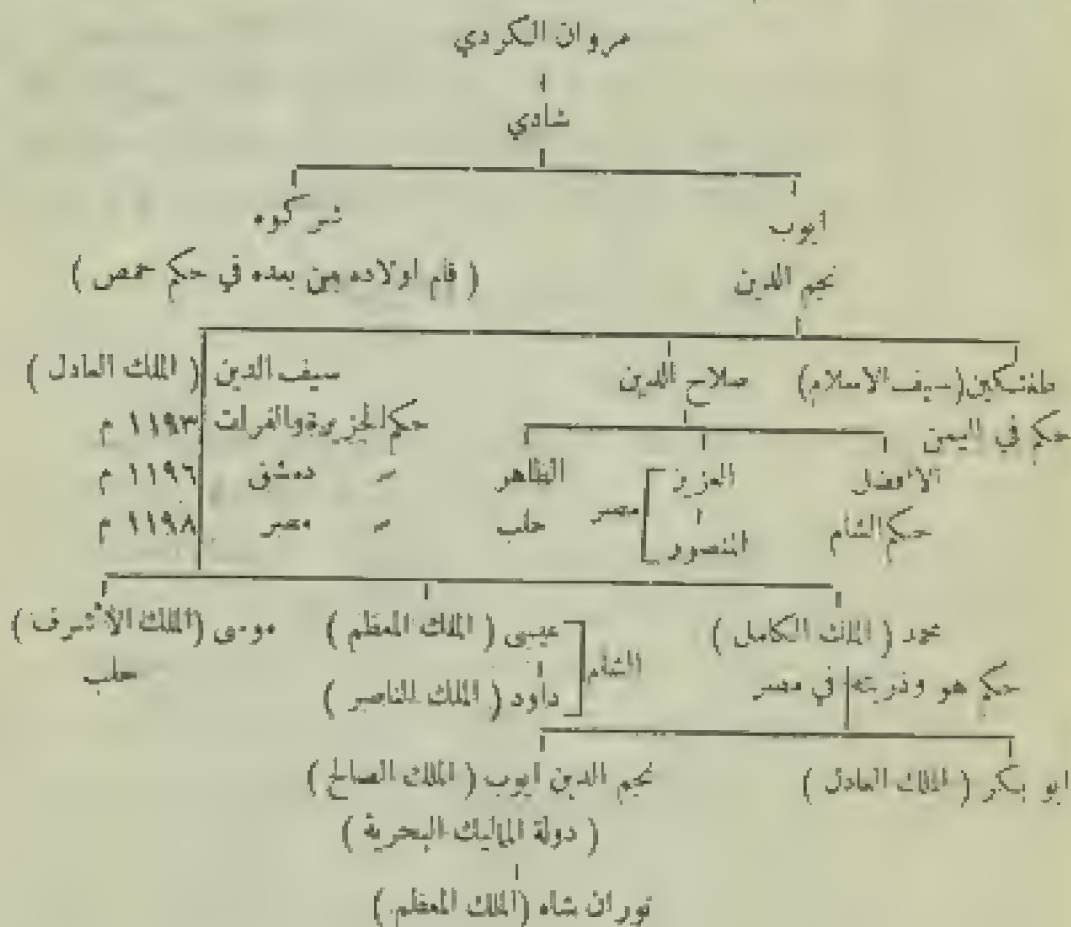 مروان الكردي
شادي
ايوب شركوه
نجم الدين ( قام اولاده من بعده في حكم حمص )
طغتكين (سيف الاسلام) صلاح الدين سيف الدين ( الملك العادل )
حكم في اليمن حكم الجزيرة والفرات ١١٩٣ م
الأفضل العزيز مصر الظاهر » دمشق ١١٩٦ م
حكم الشام المنصور حلب » مصر ١١٩٨ م
محمد ( الملك الكامل ) عيسى ( الملك المعظم ) موسى ( الملك الأشرف )
حكم هو وذريته في مصر الشام داود ( الملك الناصر ) حلب
ابو بكر ( الملك العادل ) نجم الدين ايوب ( الملك الصالح )
( دولة المماليك البحرية )
توران شاه (الملك المعظم )